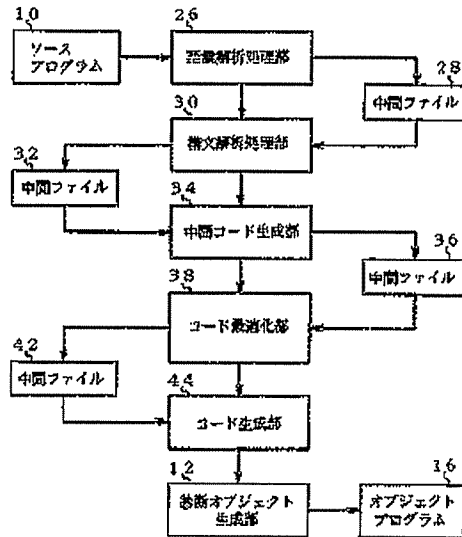 10
ソース
プログラム
26
語彙解析処理部
28
中間ファイル
30
構文解析処理部
32
中間ファイル
34
中間コード生成部
36
中間ファイル
38
コード最適化部
42
中間ファイル
44
コード生成部
12
診断オブジェクト
生成部
16
オブジェクト
プログラム